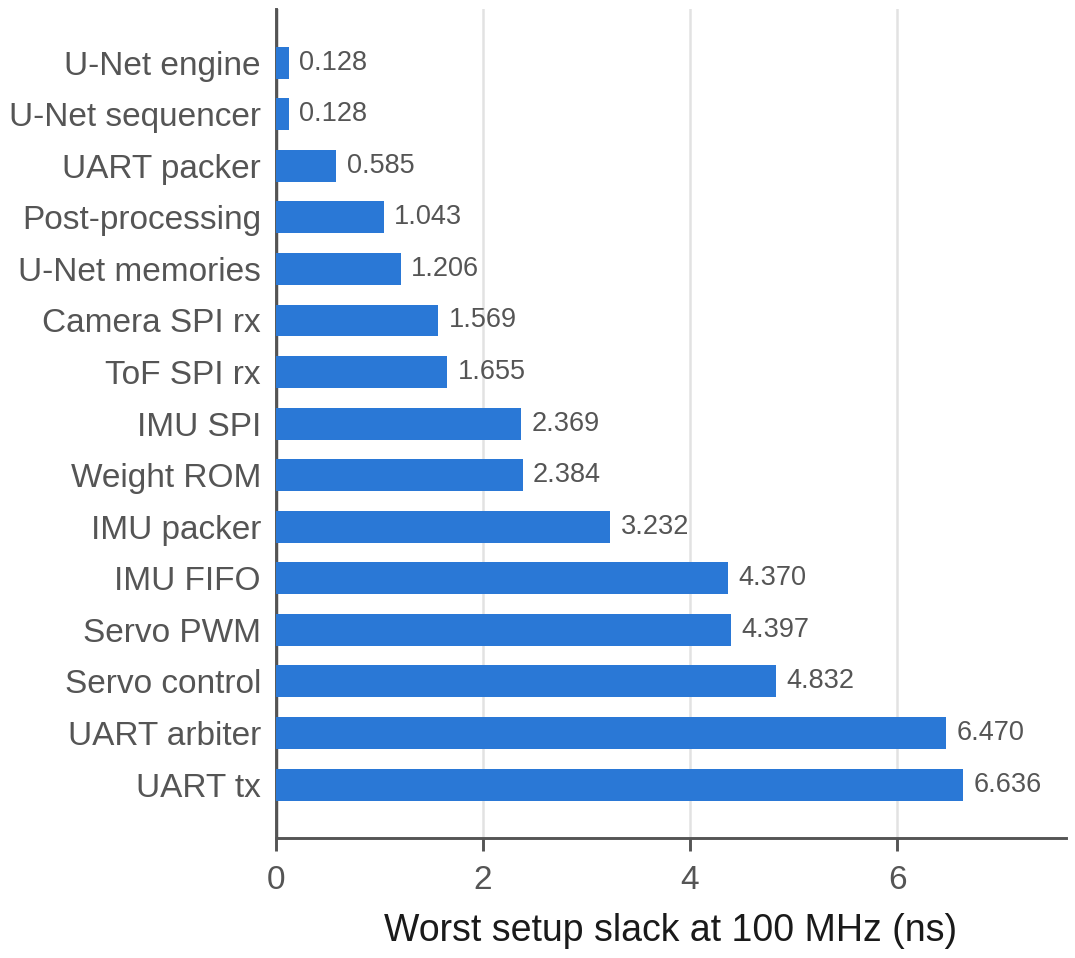 U-Net engine 0.128
U-Net sequencer 0.128
UART packer 0.585
Post-processing 1.043
U-Net memories 1.206
Camera SPI rx 1.569
ToF SPI rx 1.655
IMU SPI 2.369
Weight ROM 2.384
IMU packer 3.232
IMU FIFO 4.370
Servo PWM 4.397
Servo control 4.832
UART arbiter 6.470
UART tx 6.636
0 2 4 6
Worst setup slack at 100 MHz (ns)